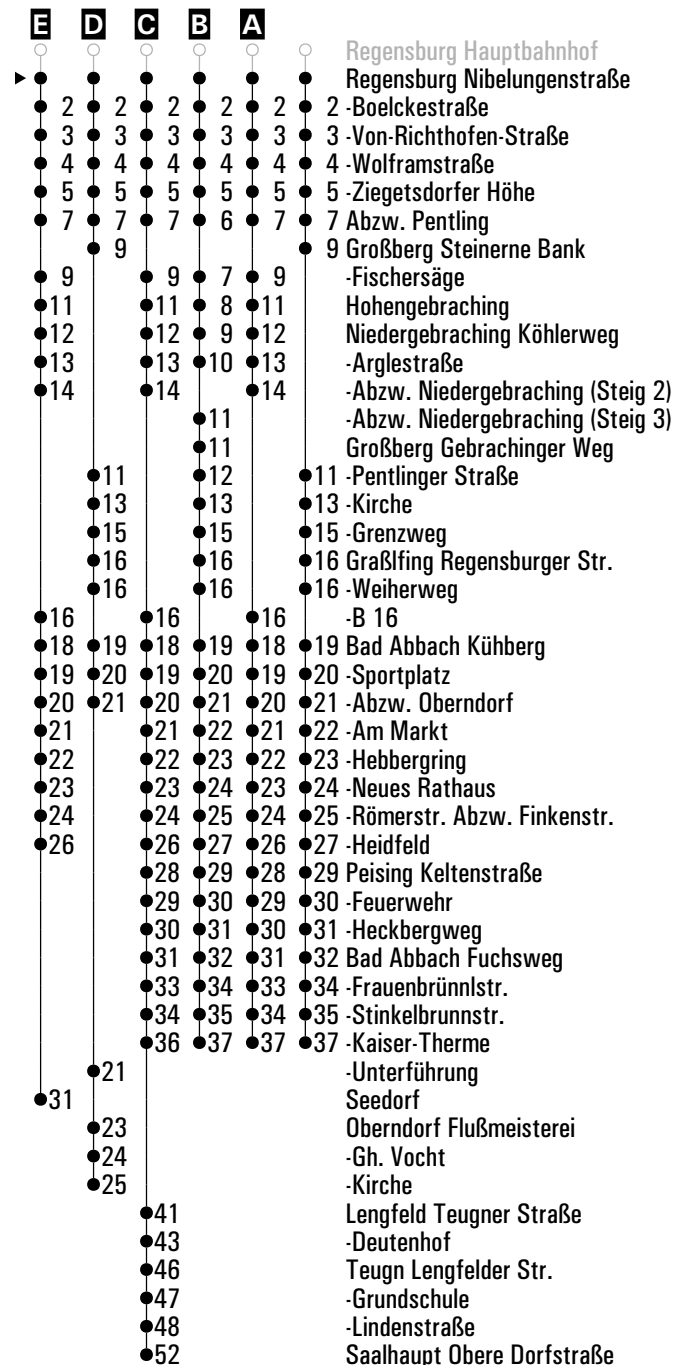 E D C B A
Regensburg Hauptbahnhof
Regensburg Nibelungenstraße
2 2 2 2 2 2 -Boelckestraße
3 3 3 3 3 3 -Von-Richthofen-Straße
4 4 4 4 4 4 -Wolframstraße
5 5 5 5 5 5 -Ziegetsdorfer Höhe
7 7 7 6 7 7 Abzw. Pentling
9 9 Großberg Steinerne Bank
9 9 7 9 -Fischersäge
11 11 8 11 Hohengebraching
12 12 9 12 Niedergebraching Köhlerweg
13 13 10 13 -Arglestraße
14 14 14 -Abzw. Niedergebraching (Steig 2)
11 -Abzw. Niedergebraching (Steig 3)
11 Großberg Gebrachinger Weg
11 12 11 -Pentlinger Straße
13 13 13 -Kirche
15 15 15 -Grenzweg
16 16 16 Graßlfing Regensburger Str.
16 16 16 -Weiherweg
16 16 16 -B 16
18 19 18 19 18 19 Bad Abbach Kühberg
19 20 19 20 19 20 -Sportplatz
20 21 20 21 20 21 -Abzw. Oberndorf
21 21 22 21 22 -Am Markt
22 22 23 22 23 -Hebbergring
23 23 24 23 24 -Neues Rathaus
24 24 25 24 25 -Römerstr. Abzw. Finkenstr.
26 26 27 26 27 -Heidfeld
28 29 28 29 Peising Keltenstraße
29 30 29 30 -Feuerwehr
30 31 30 31 -Heckbergweg
31 32 31 32 Bad Abbach Fuchsweg
33 34 33 34 -Frauenbrünnlstr.
34 35 34 35 -Stinkelbrunnstr.
36 37 37 37 -Kaiser-Therme
21 -Unterführung
31 Seedorf
23 Oberndorf Flußmeisterei
24 -Gh. Vocht
25 -Kirche
41 Lengfeld Teugner Straße
43 -Deutenhof
46 Teugn Lengfelder Str.
47 -Grundschule
48 -Lindenstraße
52 Saalhaupt Obere Dorfstraße